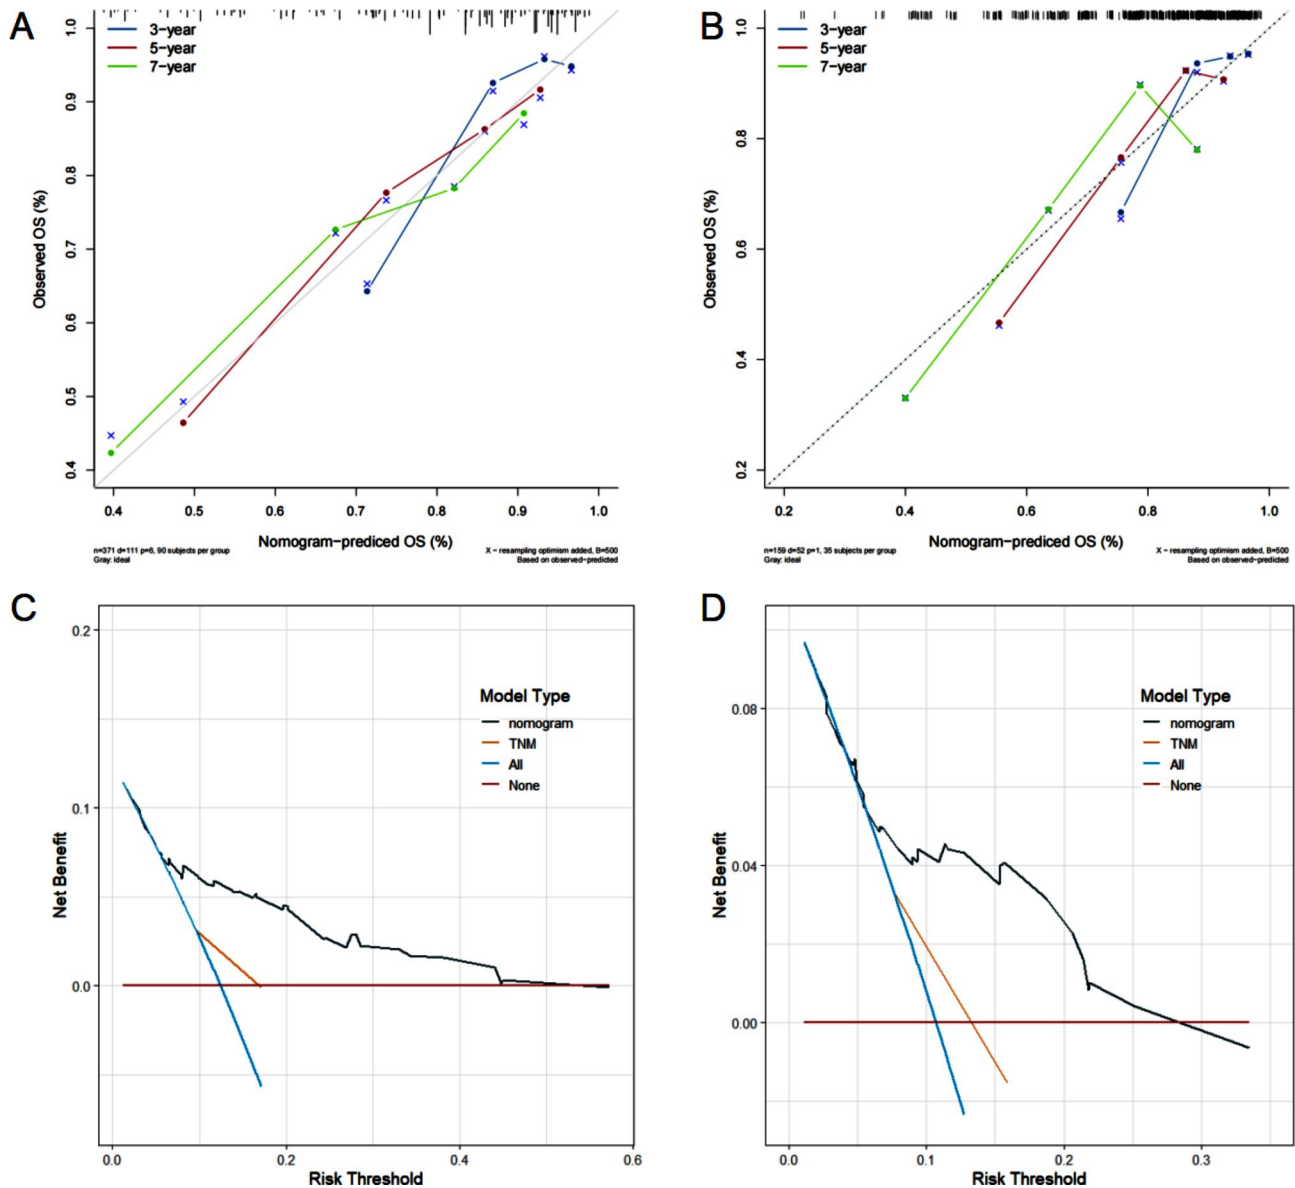 A
3-year
5-year
7-year
1.0
0.9
0.8
0.7
0.6
0.5
0.4
Observed OS (%)
0.4 0.5 0.6 0.7 0.8 0.9 1.0
Nomogram-prediced OS (%)
n=371 d=111 p=6, 90 subjects per group
Gray: ideal
X - resampling optimism added, B=500
Based on observed-predicted
B
3-year
5-year
7-year
1.0
0.8
0.6
0.4
0.2
Observed OS (%)
0.2 0.4 0.6 0.8 1.0
Nomogram-prediced OS (%)
n=159 d=52 p=1, 35 subjects per group
Gray: ideal
X - resampling optimism added, B=500
Based on observed-predicted
C
0.2
0.1
0.0
Net Benefit
Model Type
nomogram
TNM
All
None
0.0 0.2 0.4 0.6
Risk Threshold
D
0.08
0.04
0.00
Net Benefit
Model Type
nomogram
TNM
All
None
0.0 0.1 0.2 0.3
Risk Threshold